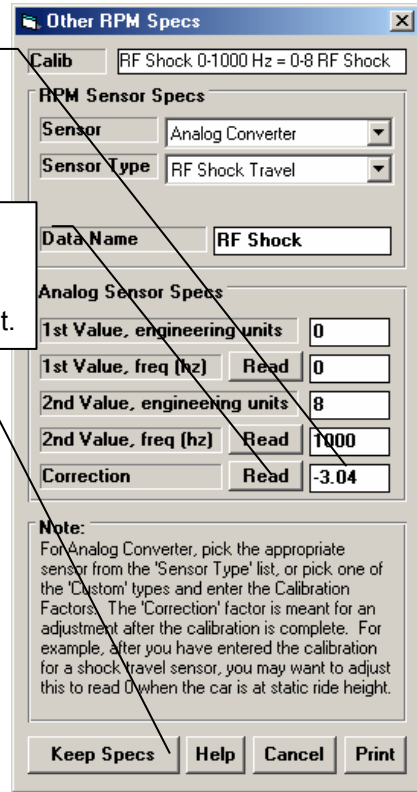 Other RPM Specs
Calib RF Shock 0-1000 Hz = 0-8 RF Shock
RPM Sensor Specs
Sensor Analog Converter
Sensor Type RF Shock Travel
Data Name RF Shock
t.
Analog Sensor Specs
1st Value, engineering units 0
1st Value, freq (hz) Read 0
2nd Value, engineering units 8
2nd Value, freq (hz) Read 1000
Correction Read -3.04
Note:
For Analog Converter, pick the appropriate
sensor from the 'Sensor Type' list, or pick one of
the 'Custom' types and enter the Calibration
Factors. The 'Correction' factor is meant for an
adjustment after the calibration is complete. For
example, after you have entered the calibration
for a shock travel sensor, you may want to adjust
this to read 0 when the car is at static ride height.
Keep Specs Help Cancel Print